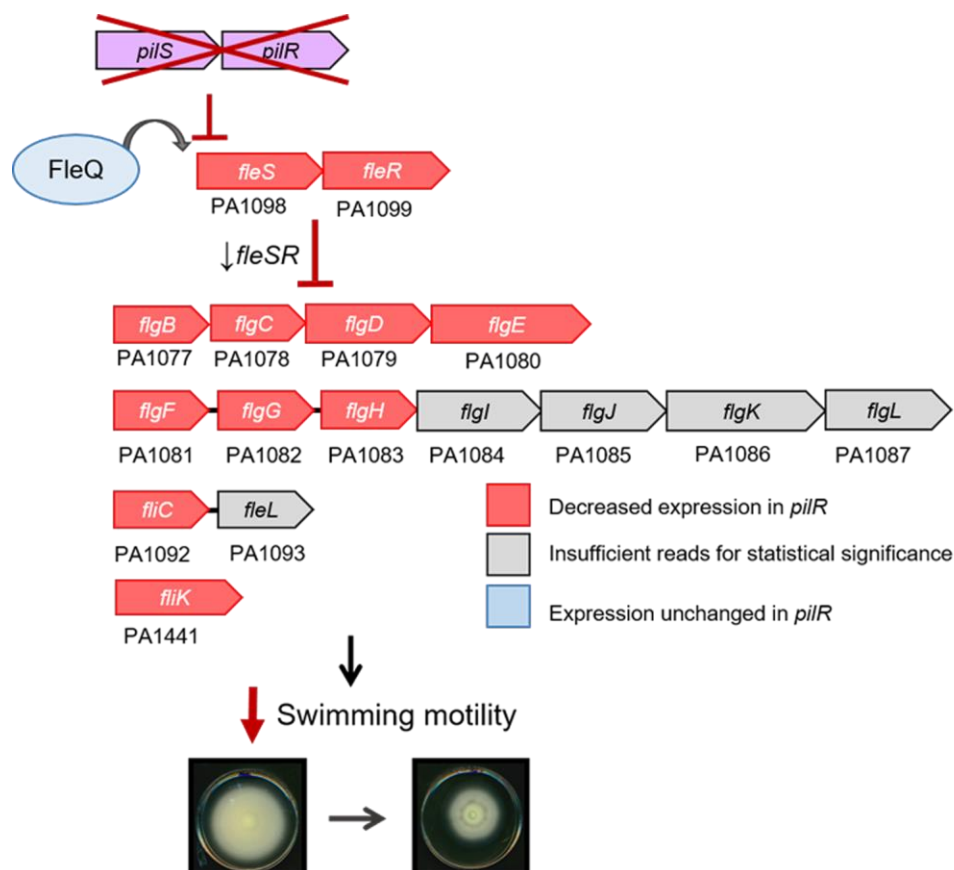 pilS pilR
FleQ
fleS fleR
PA1098 PA1099
↓fleSR
flgB flgC flgD flgE
PA1077 PA1078 PA1079 PA1080
flgF flgG flgH flgI flgJ flgK flgL
PA1081 PA1082 PA1083 PA1084 PA1085 PA1086 PA1087
fliC fleL
PA1092 PA1093
fliK
PA1441
Decreased expression in pilR
Insufficient reads for statistical significance
Expression unchanged in pilR
Swimming motility